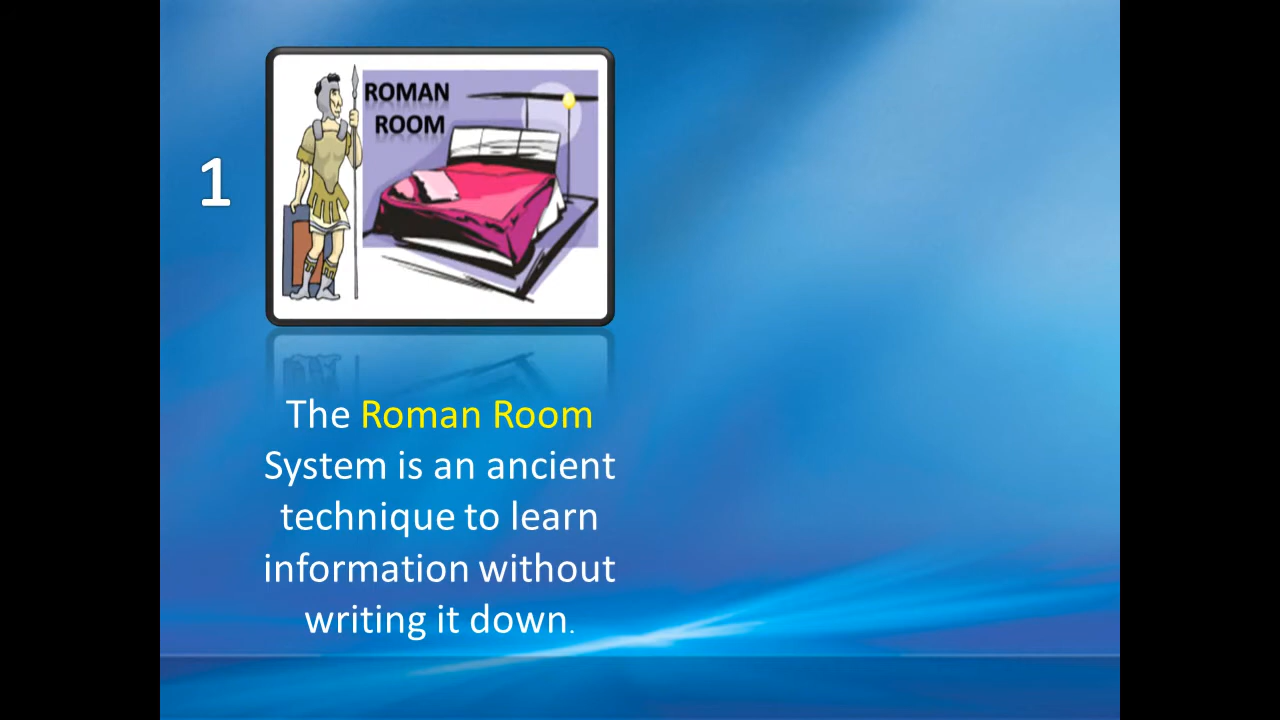 ROMAN
ROOM
1
The Roman Room
System is an ancient
technique to learn
information without
writing it down.